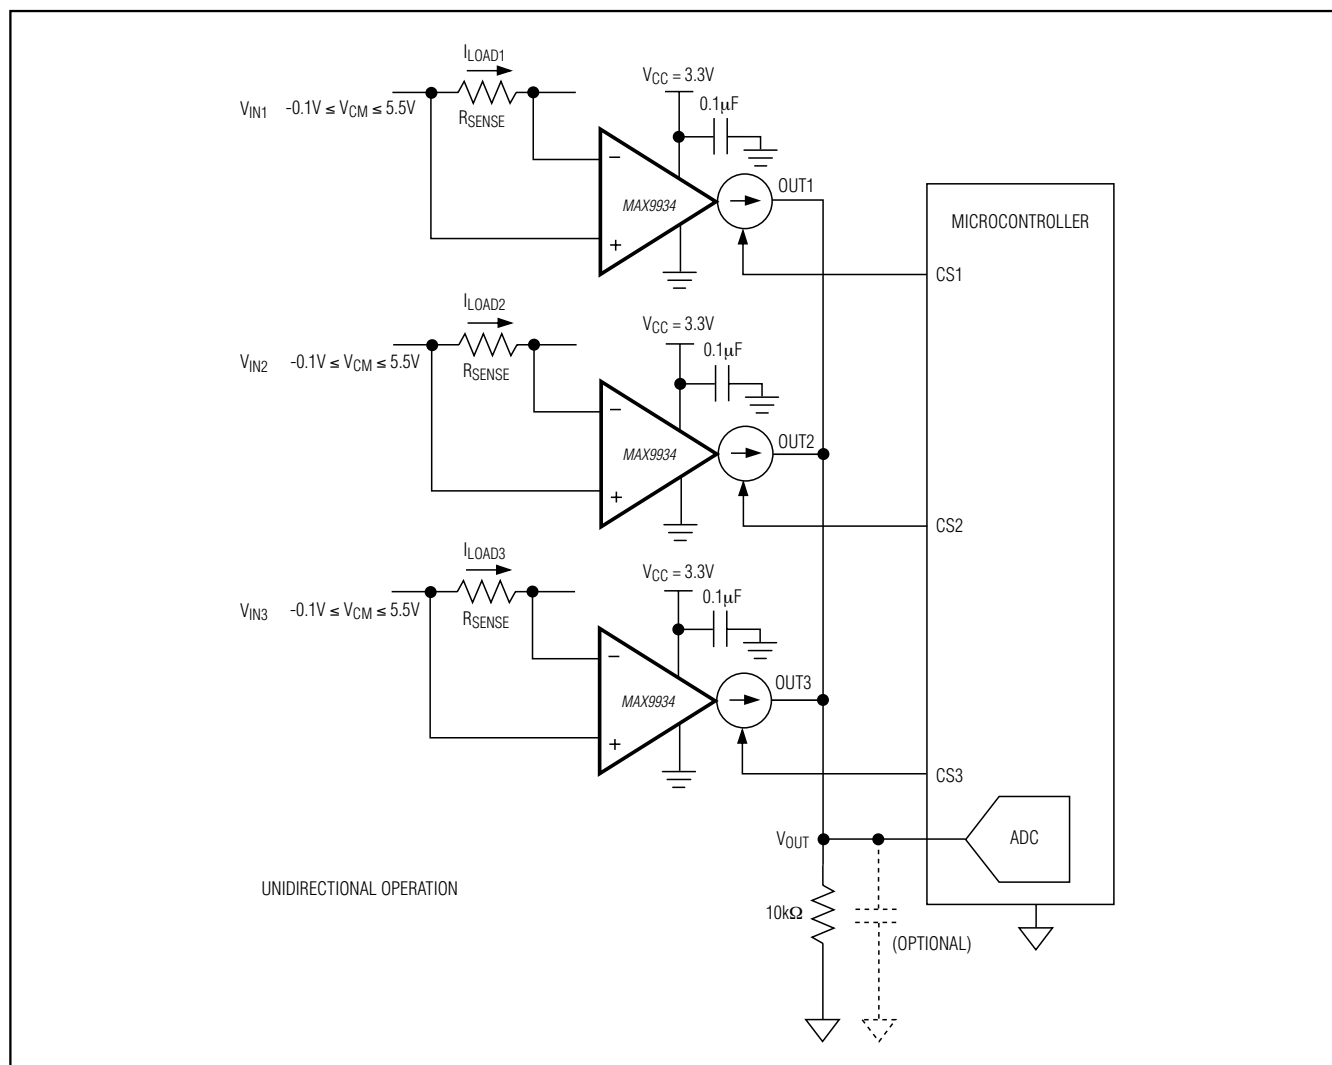 I_LOAD1
V_CC = 3.3V
0.1µF
V_IN1 -0.1V ≤ V_CM ≤ 5.5V
R_SENSE
−
MAX9934
+
OUT1
MICROCONTROLLER
CS1
I_LOAD2
V_CC = 3.3V
0.1µF
V_IN2 -0.1V ≤ V_CM ≤ 5.5V
R_SENSE
−
MAX9934
+
OUT2
CS2
I_LOAD3
V_CC = 3.3V
0.1µF
V_IN3 -0.1V ≤ V_CM ≤ 5.5V
R_SENSE
−
MAX9934
+
OUT3
CS3
V_OUT
ADC
UNIDIRECTIONAL OPERATION
10kΩ
(OPTIONAL)